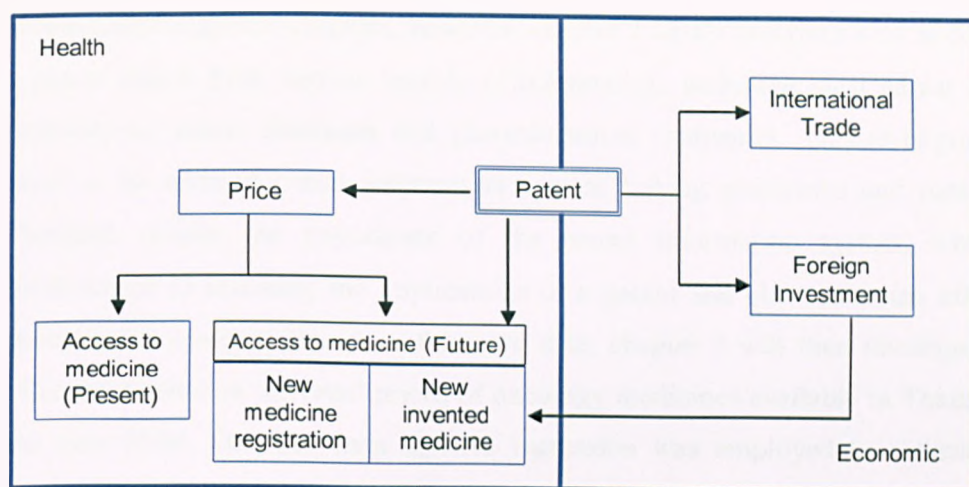 Health
International
Trade
Price
Patent
Foreign
Investment
Access to
medicine
(Present)
Access to medicine (Future)
New
medicine
registration
New
invented
medicine
Economic